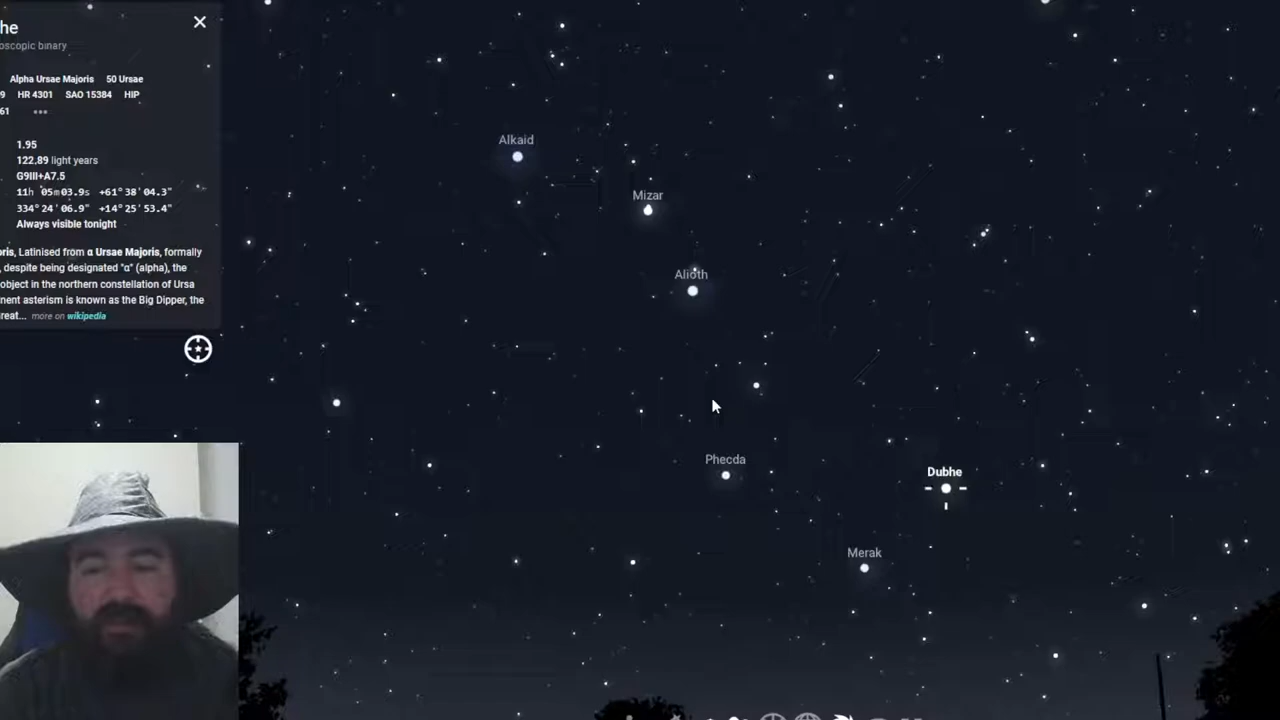 he
oscopic binary
Alpha Ursae Majoris 50 Ursae
9 HR 4301 SAO 15384 HIP
61
1.95
122.89 light years
G9III+A7.5
11h 05m03.9s +61°38'04.3"
334°24'06.9" +14°25'53.4"
Always visible tonight
oris, Latinised from α Ursae Majoris, formally
, despite being designated "α" (alpha), the
object in the northern constellation of Ursa
nent asterism is known as the Big Dipper, the
reat... more on wikipedia
Alkaid
Mizar
Alioth
Phecda
Dubhe
Merak